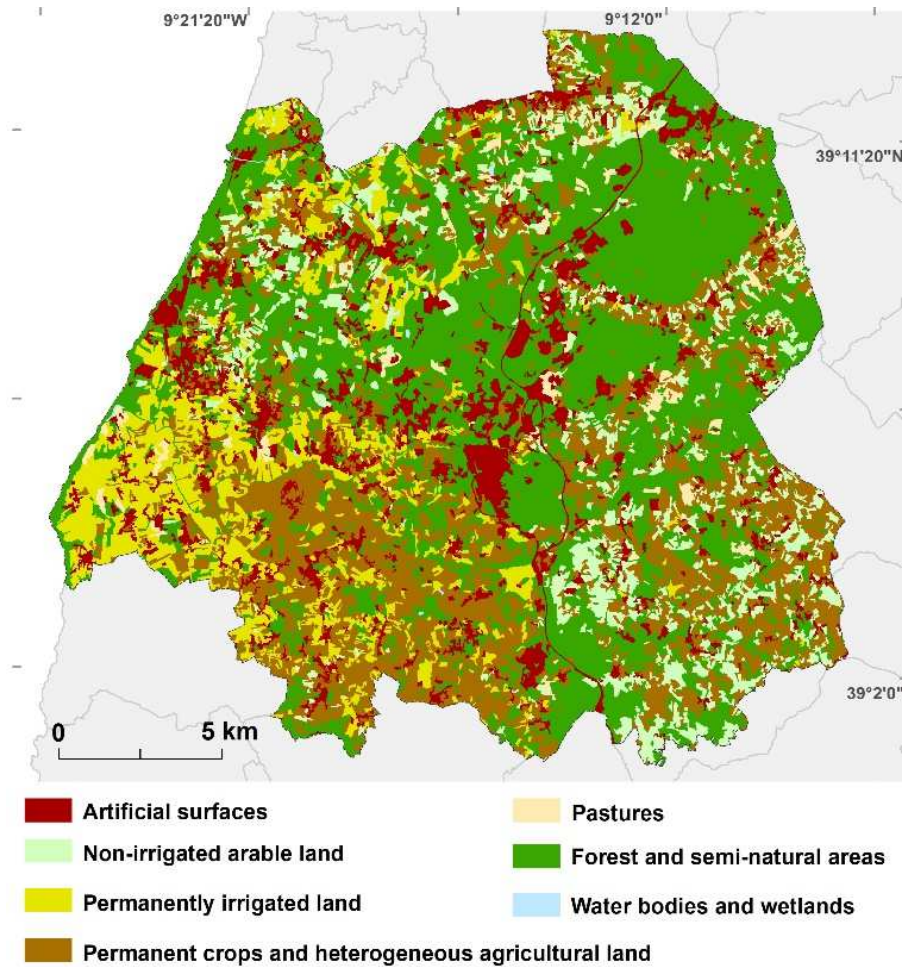 9°21'20"W
9°12'0"
39°11'20"N
39°2'0"
0 5 km
Artificial surfaces
Pastures
Non-irrigated arable land
Forest and semi-natural areas
Permanently irrigated land
Water bodies and wetlands
Permanent crops and heterogeneous agricultural land